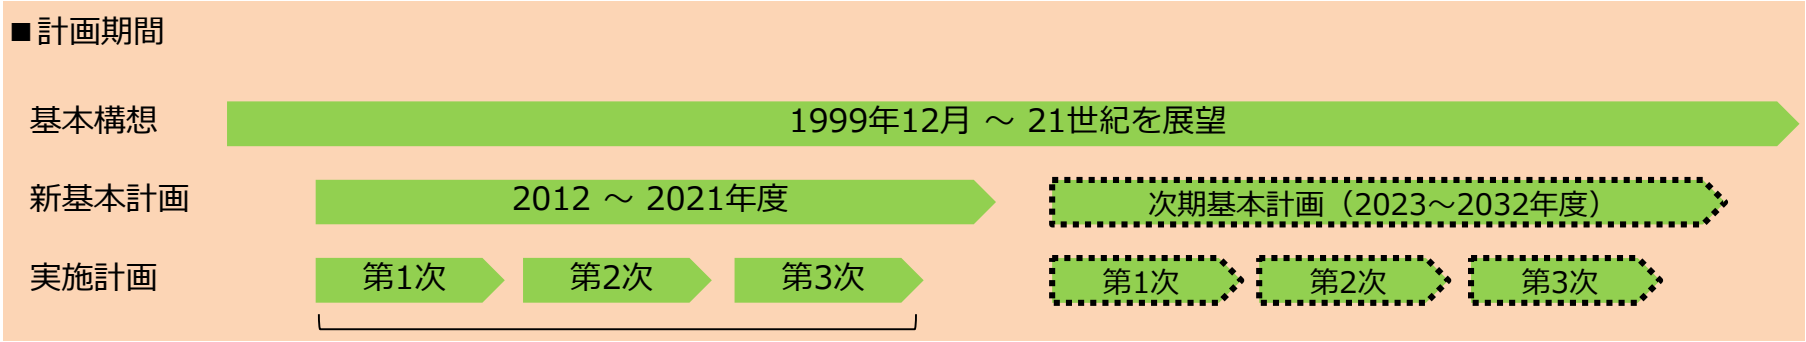 ■計画期間
基本構想
1999年12月 ～ 21世紀を展望
新基本計画
2012 ～ 2021年度
次期基本計画（2023～2032年度）
実施計画
第1次
第2次
第3次
第1次
第2次
第3次